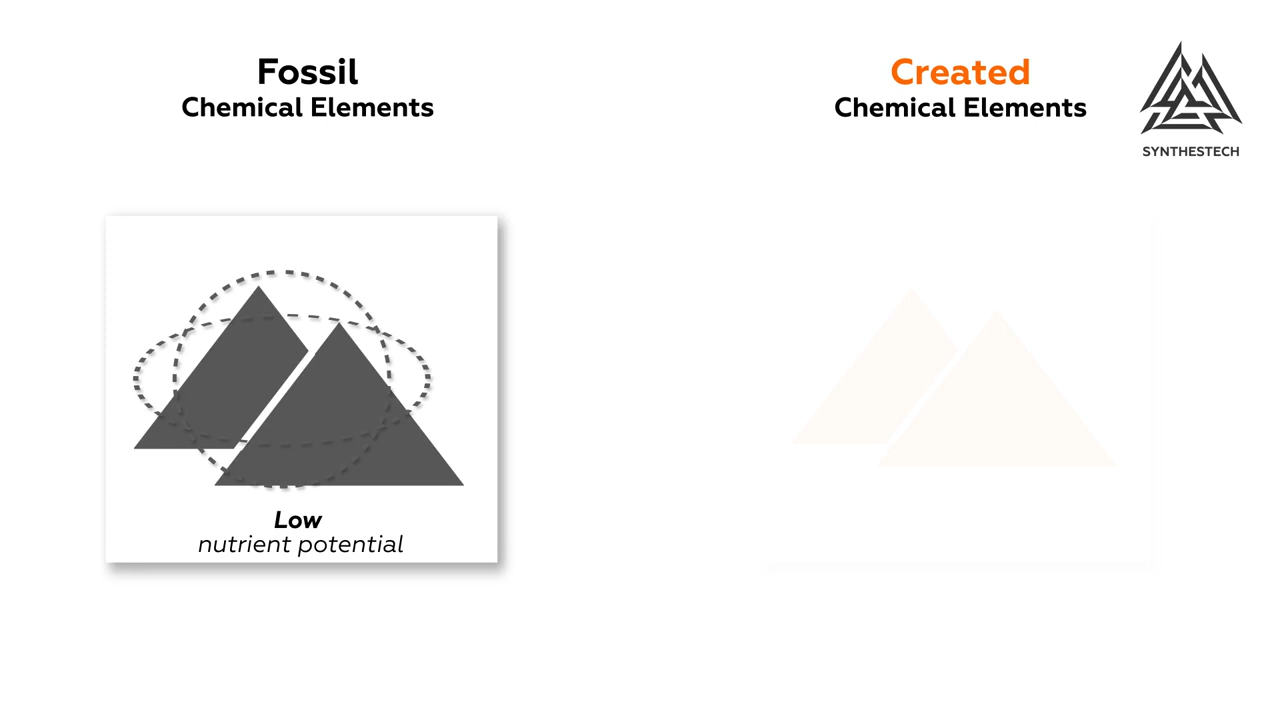 Fossil
Chemical Elements
Created
Chemical Elements
SYNTHESTECH
Low
nutrient potential